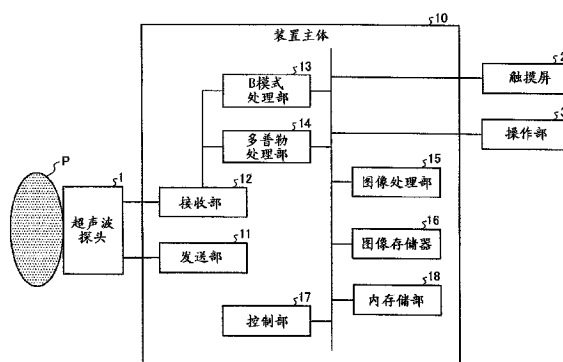 10
装置主体
13
B模式
处理部
2
触摸屏
14
多普勒
处理部
3
操作部
P
1
超声波
探头
12
接收部
15
图像处理部
11
发送部
16
图像存储器
17
控制部
18
内存储部